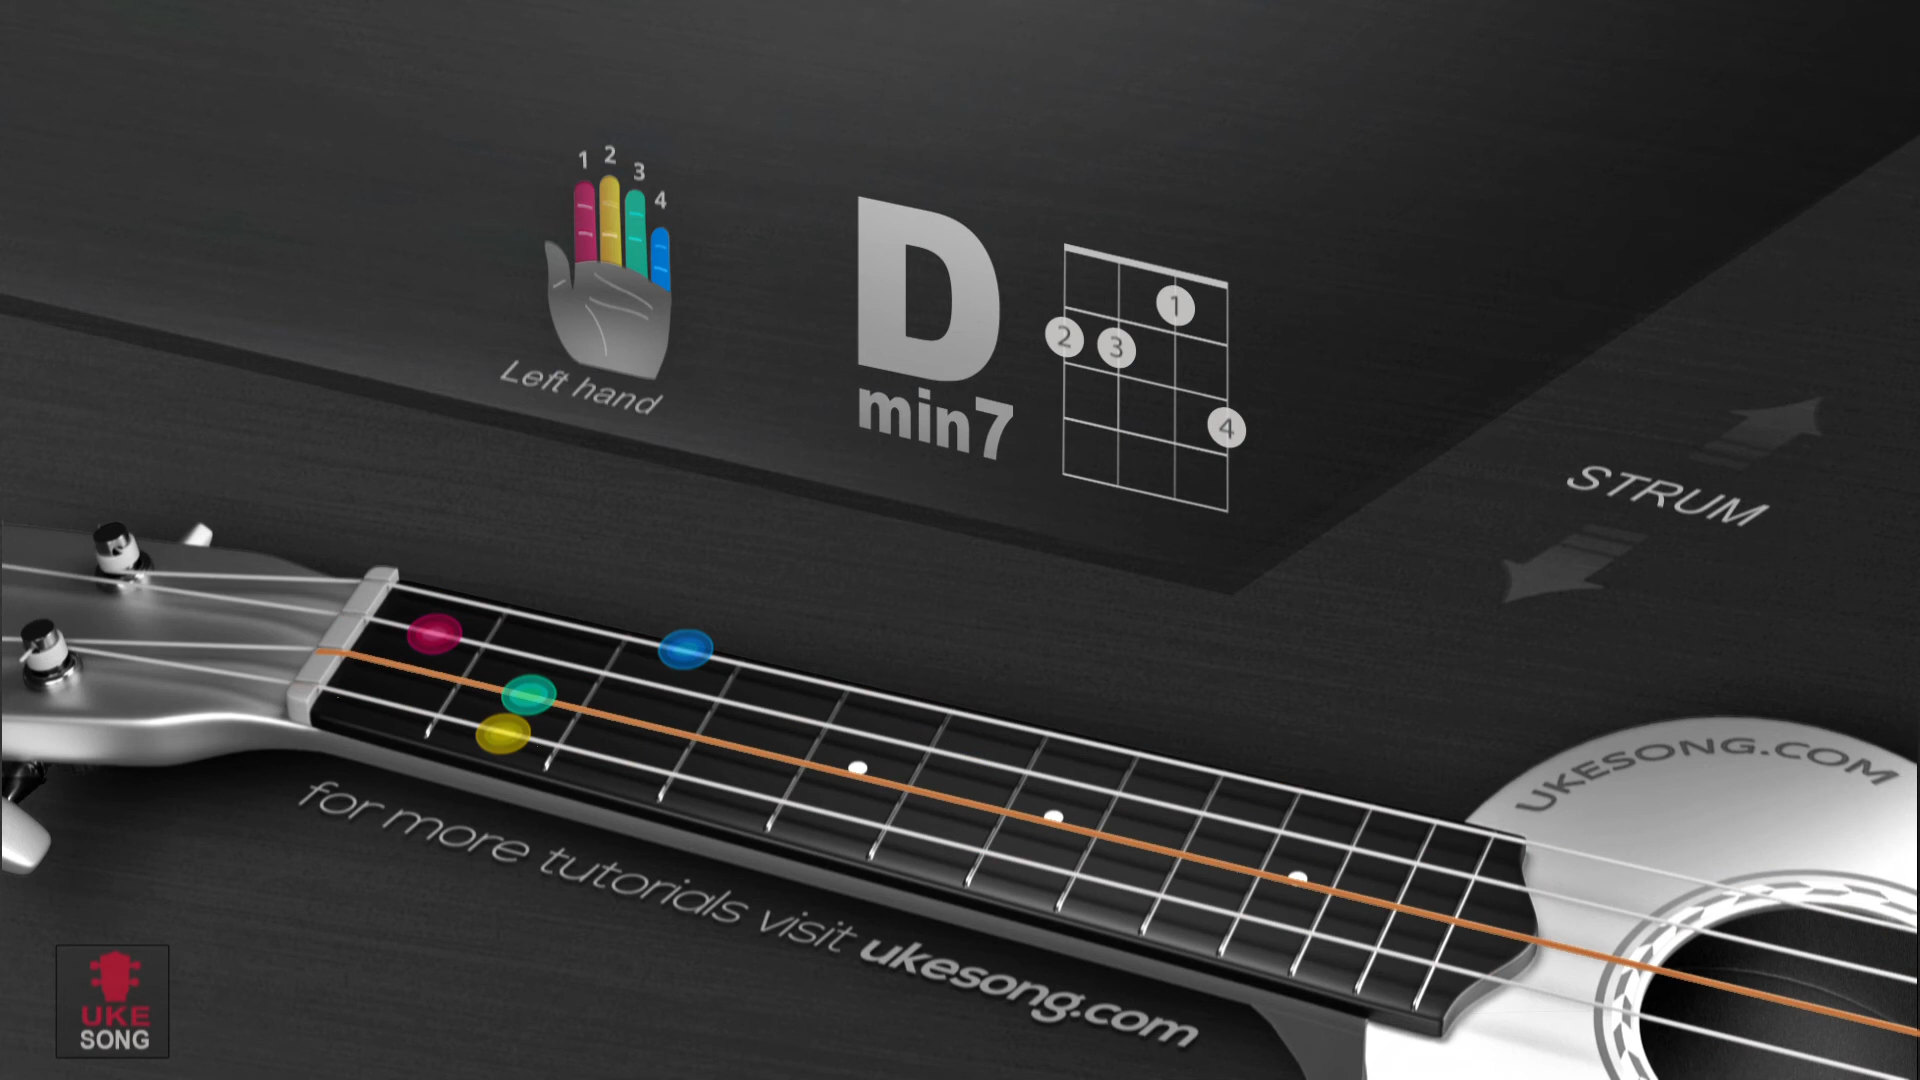 1 2 3 4
Left hand
D
min7
1
2 3
4
STRUM
UKESONG.COM
for more tutorials visit ukesong.com
UKE
SONG